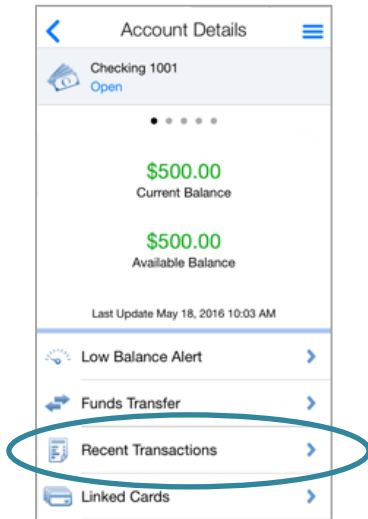 Account Details
Checking 1001
Open
$500.00
Current Balance
$500.00
Available Balance
Last Update May 18, 2016 10:03 AM
Low Balance Alert
Funds Transfer
Recent Transactions
Linked Cards